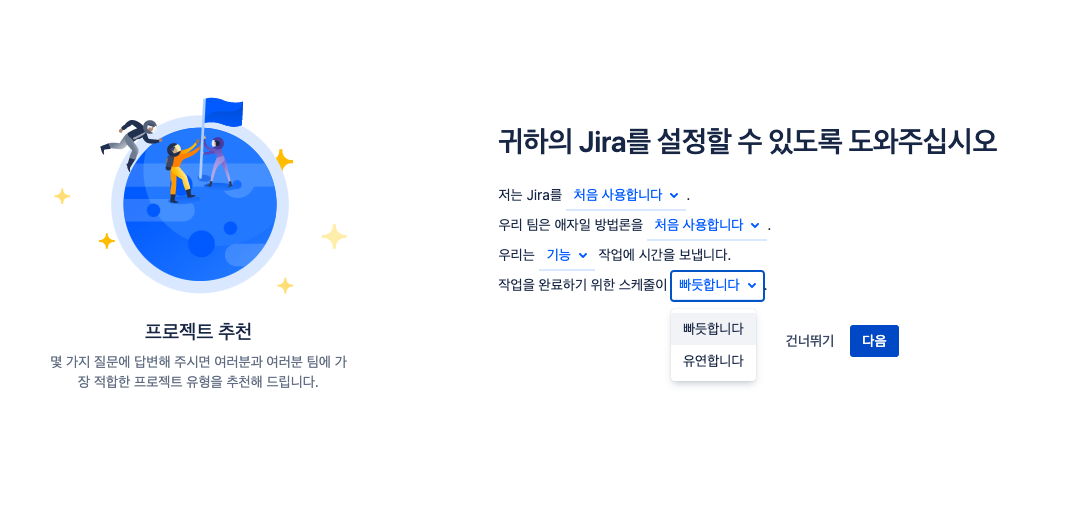 귀하의 Jira를 설정할 수 있도록 도와주십시오
저는 Jira를 처음 사용합니다 .
우리 팀은 애자일 방법론을 처음 사용합니다 .
우리는 기능 작업에 시간을 보냅니다.
작업을 완료하기 위한 스케줄이 빠듯합니다 .
빠듯합니다
유연합니다
건너뛰기 다음
프로젝트 추천
몇 가지 질문에 답변해 주시면 여러분과 여러분 팀에 가
장 적합한 프로젝트 유형을 추천해 드립니다.